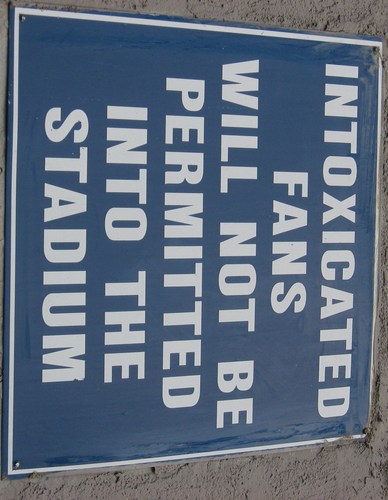 INTOXICATED
FANS
WILL NOT BE
PERMITTED
INTO THE
STADIUM